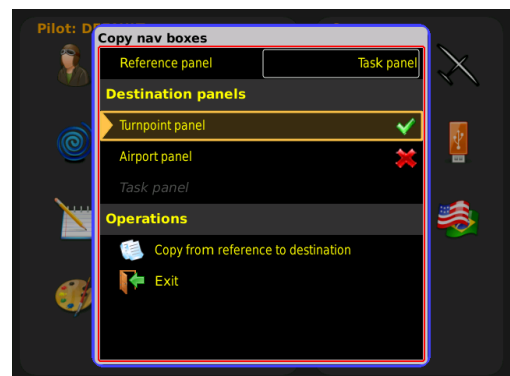 Pilot:
Copy nav boxes
Reference panel Task panel
Destination panels
Turnpoint panel
Airport panel
Task panel
Operations
Copy from reference to destination
Exit